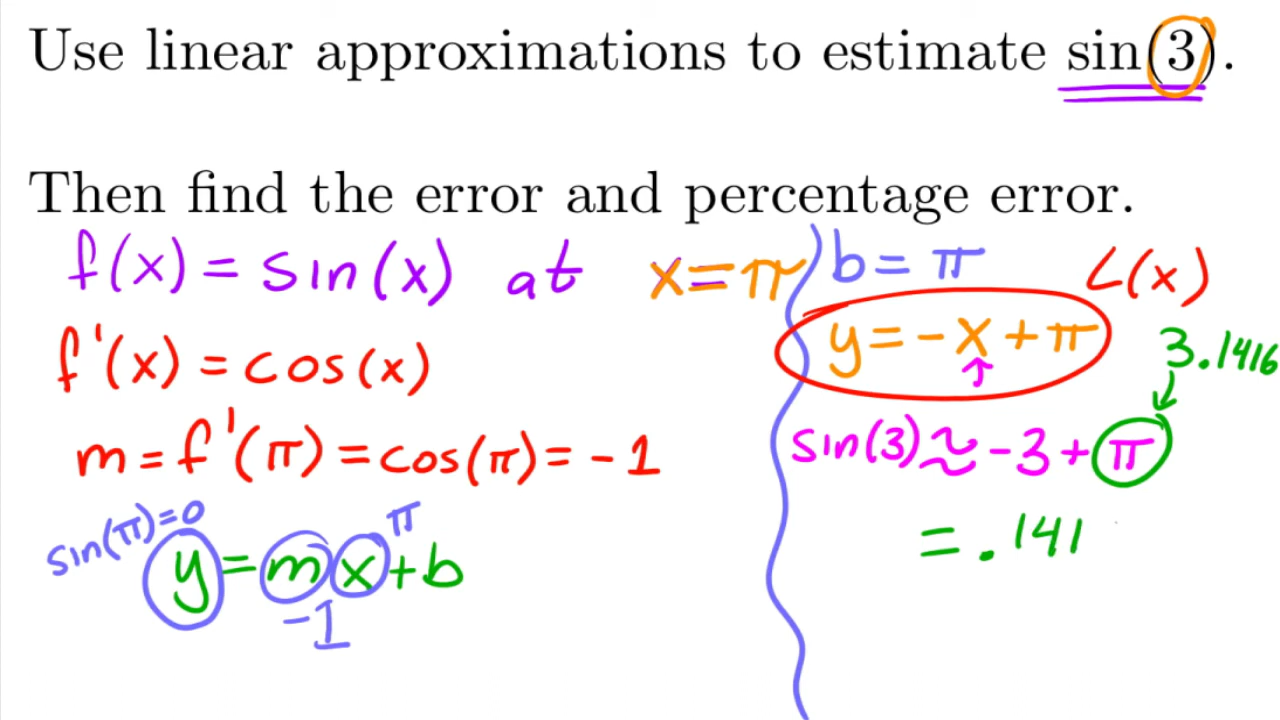 Use linear approximations to estimate sin(3).
Then find the error and percentage error.
f(x) = sin(x) at x=π
f'(x) = cos(x)
m = f'(π) = cos(π) = -1
sin(π)=0
π
y = mx+b
-1
b = π
L(x)
y = -x + π
↑
3.1416
↓
sin(3) ≈ -3 + π
= .141